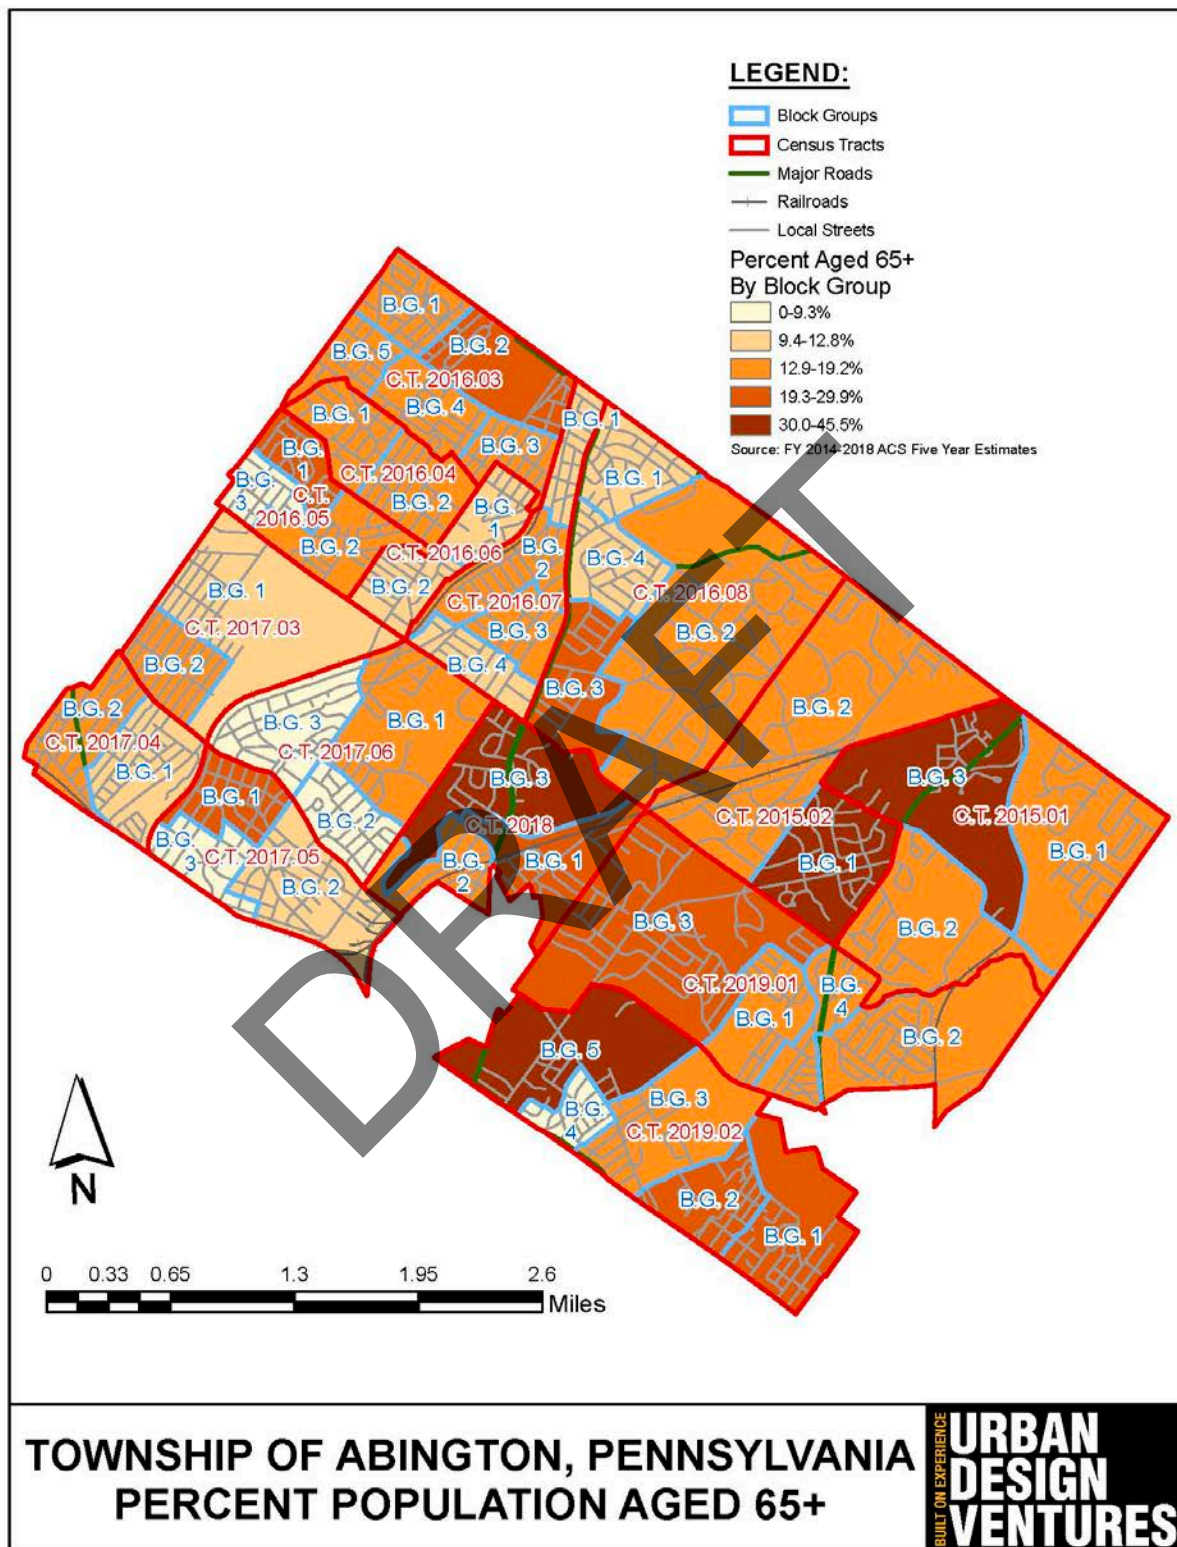 LEGEND:
Block Groups
Census Tracts
Major Roads
Railroads
Local Streets
Percent Aged 65+
By Block Group
0-9.3%
9.4-12.8%
12.9-19.2%
19.3-29.9%
30.0-45.5%
Source: FY 2014-2018 ACS Five Year Estimates
B.G. 1
B.G. 2
B.G. 5
C.T. 2016.03
B.G. 4
B.G. 1
B.G. 1
B.G. 3
B.G.
1
C.T. 2016.04
B.G. 1
B.G.
3
C.T.
2016.05
B.G. 2
B.G.
1
B.G. 2
C.T. 2016.06
B.G.
2
B.G. 4
B.G. 1
B.G. 2
C.T. 2016.07
C.T. 2016.08
C.T. 2017.03
B.G. 3
B.G. 2
B.G. 2
B.G. 4
B.G. 3
B.G. 2
B.G. 2
B.G. 3
B.G. 1
C.T. 2017.04
C.T. 2017.06
B.G. 1
B.G. 3
B.G. 3
B.G. 1
B.G. 2
C.T. 2018
C.T. 2015.02
C.T. 2015.01
B.G.
3
C.T. 2017.05
B.G. 2
B.G.
2
B.G. 1
B.G. 1
B.G. 1
B.G. 3
B.G. 2
C.T. 2019.01
B.G.
4
B.G. 1
B.G. 2
B.G. 5
B.G.
4
B.G. 3
C.T. 2019.02
B.G. 2
B.G. 1
DRAFT
N
0 0.33 0.65 1.3 1.95 2.6
Miles
TOWNSHIP OF ABINGTON, PENNSYLVANIA
PERCENT POPULATION AGED 65+
BUILT ON EXPERIENCE
URBAN
DESIGN
VENTURES